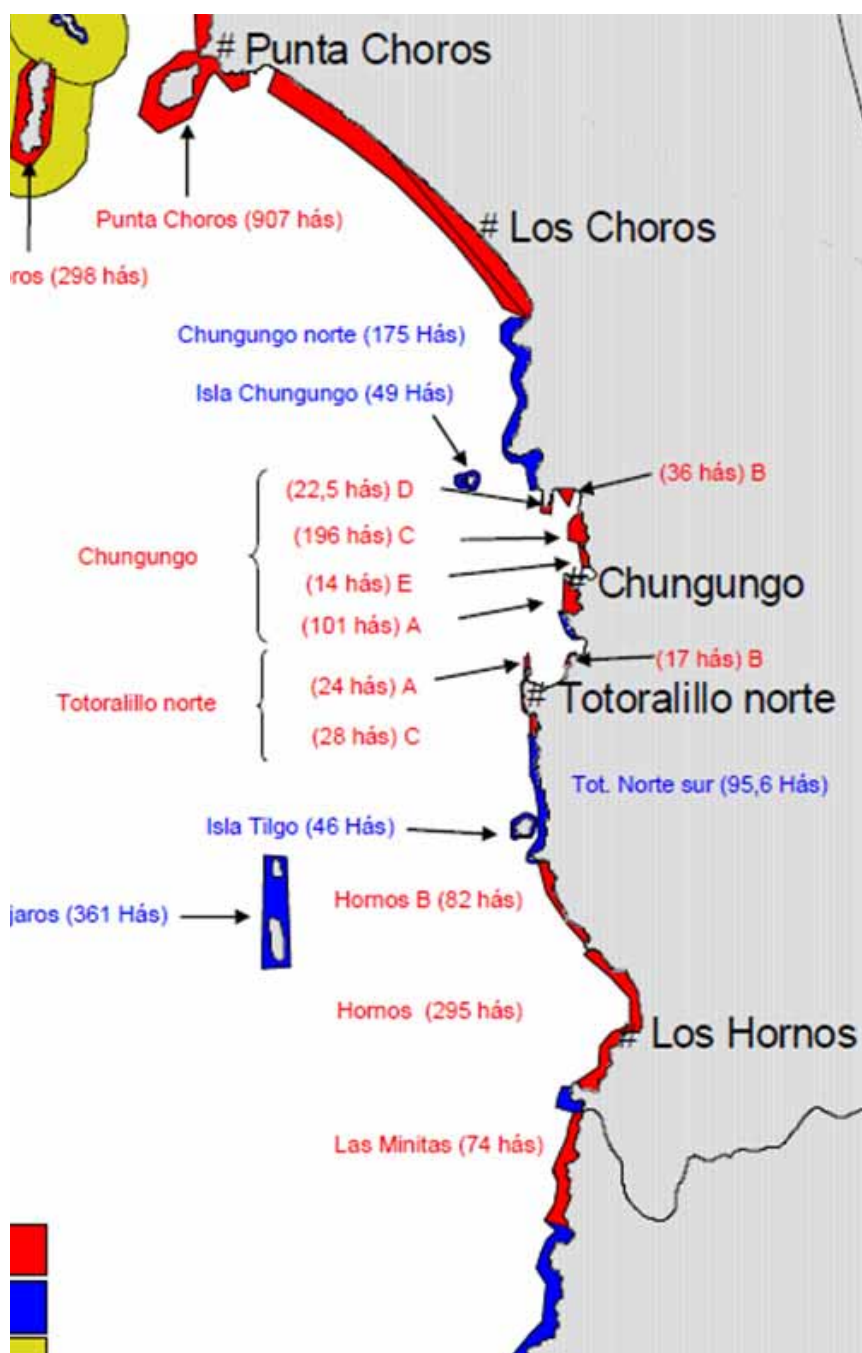 # Punta Choros
Punta Choros (907 hás)
# Los Choros
oros (298 hás)
Chungungo norte (175 Hás)
Isla Chungungo (49 Hás)
(36 hás) B
(22,5 hás) D
(196 hás) C
Chungungo
(14 hás) E
# Chungungo
(101 hás) A
(17 hás) B
(24 hás) A
Totoralillo norte
# Totoralillo norte
(28 hás) C
Tot. Norte sur (95,6 Hás)
Isla Tilgo (46 Hás)
Hornos B (82 hás)
jaros (361 Hás)
Hornos (295 hás)
# Los Hornos
Las Minitas (74 hás)